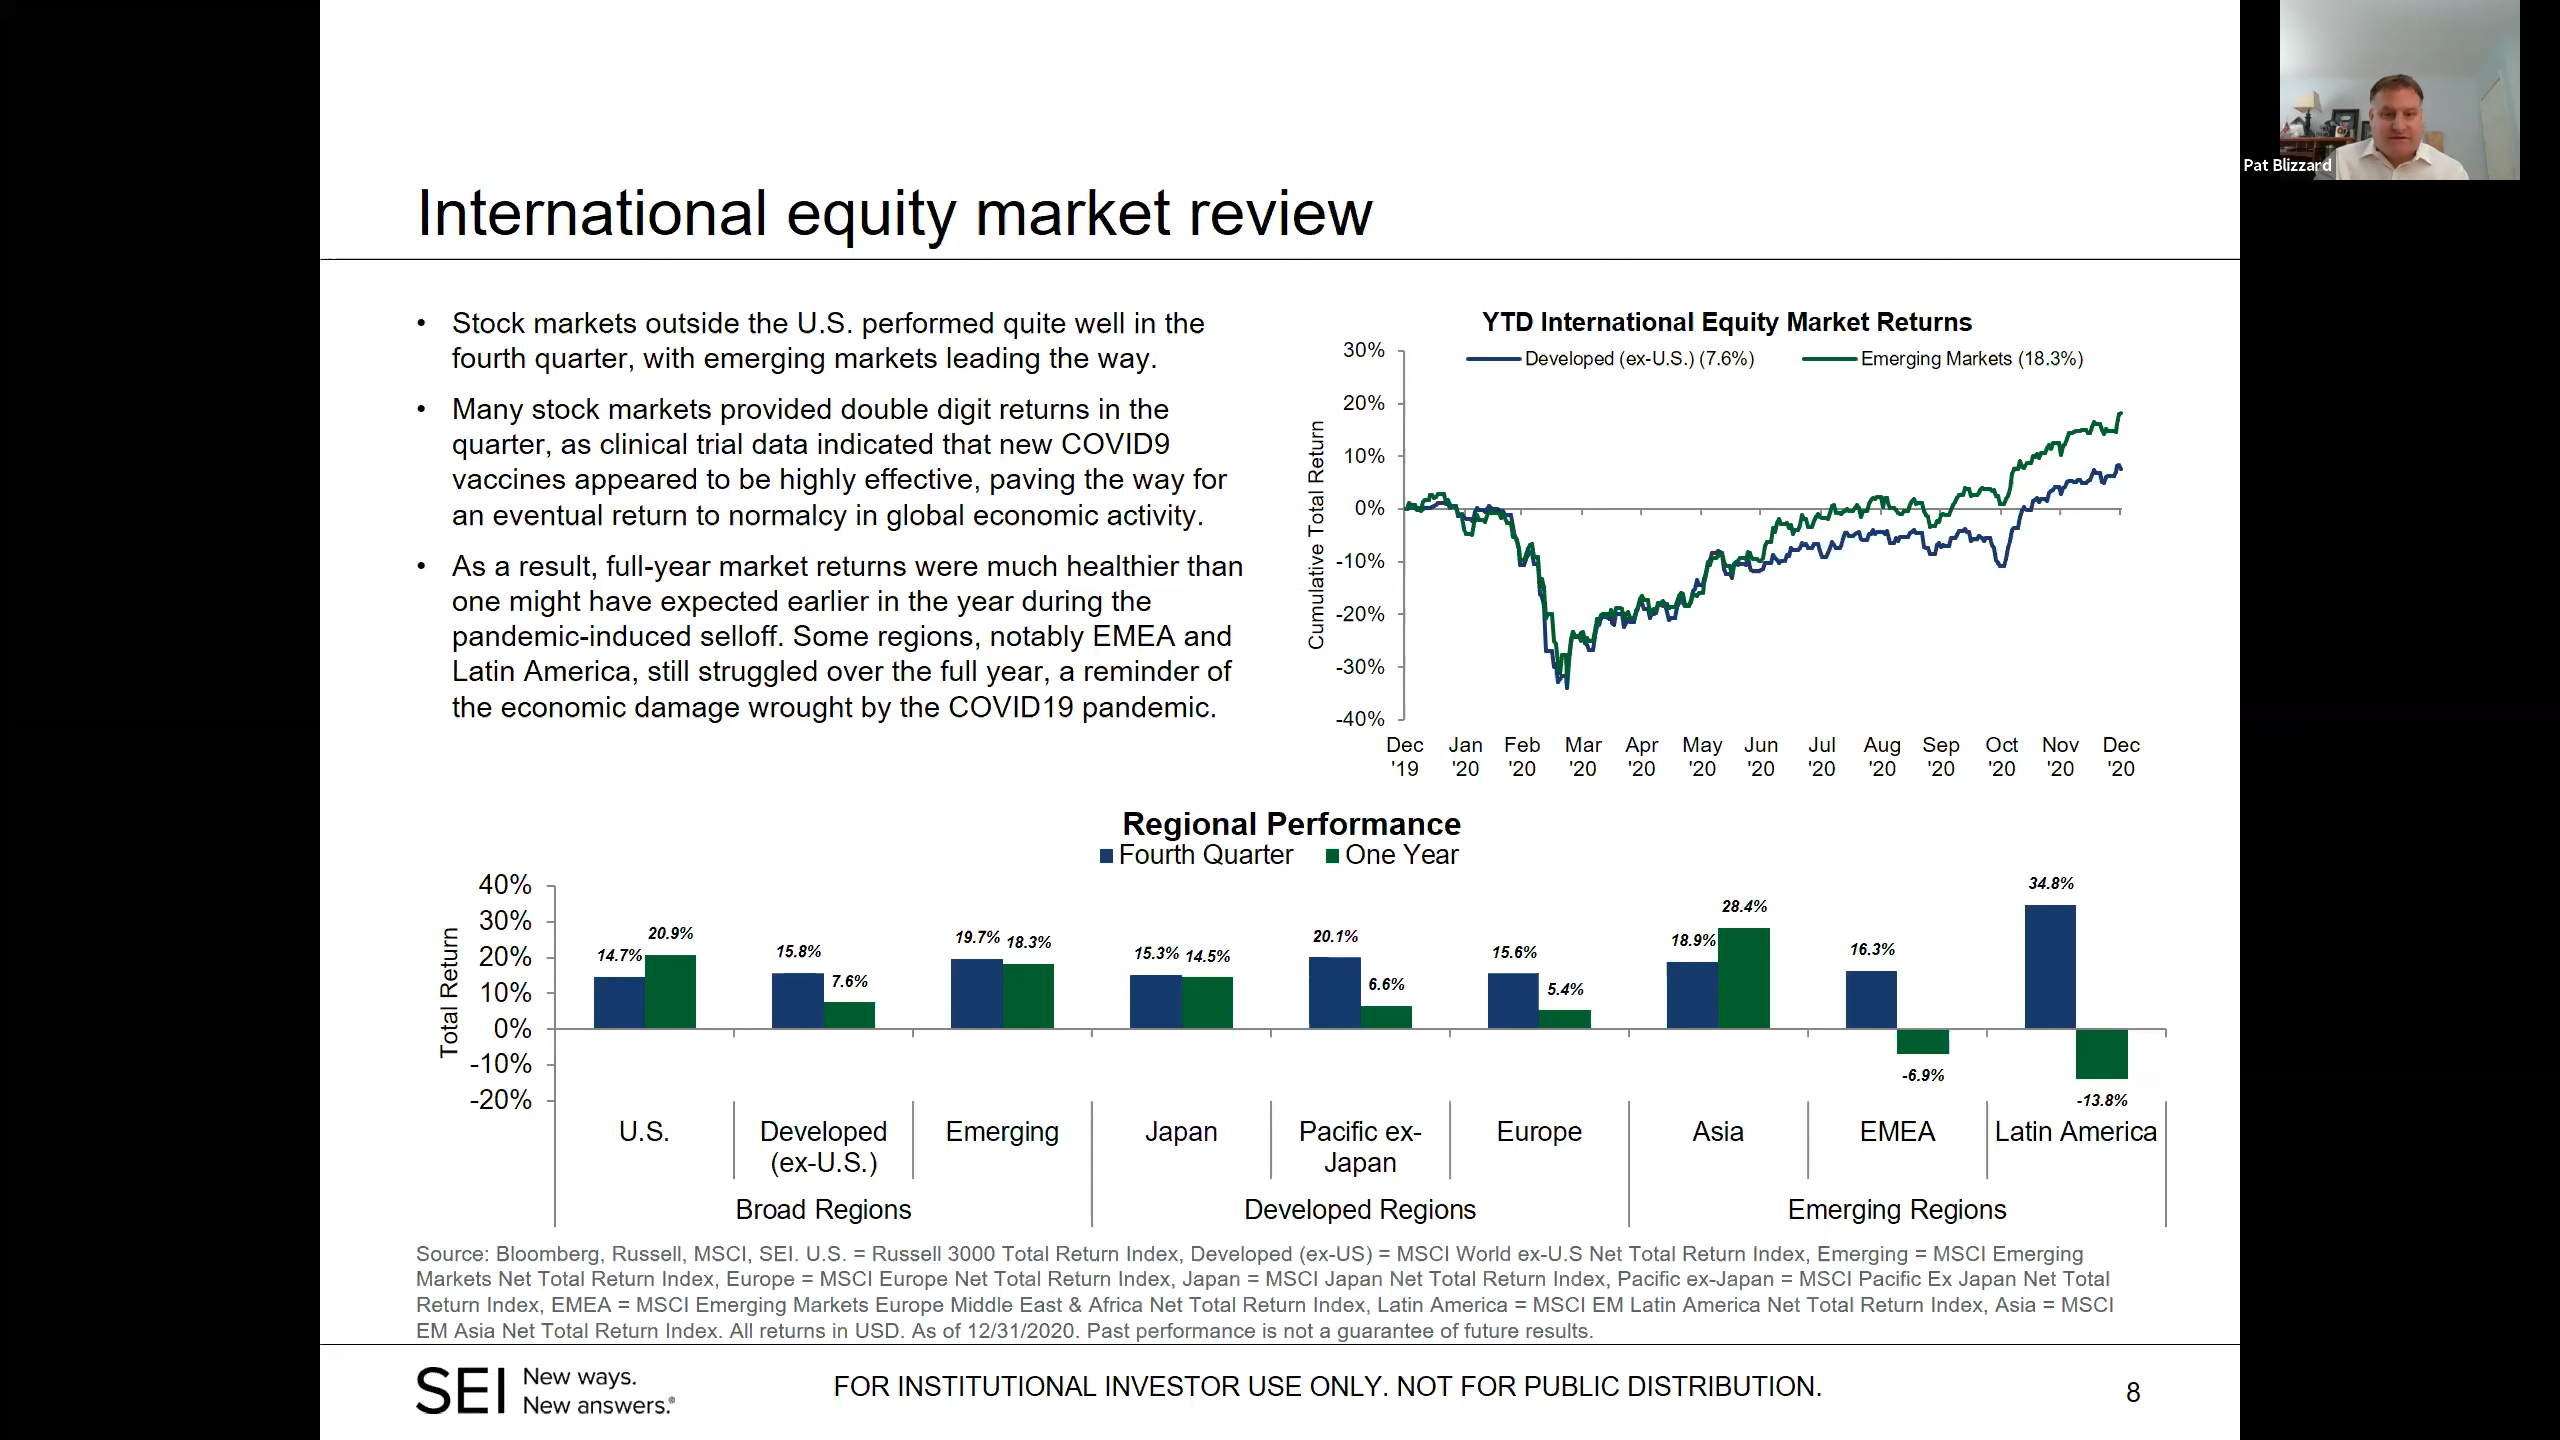 Pat Blizzard
International equity market review
• Stock markets outside the U.S. performed quite well in the
fourth quarter, with emerging markets leading the way.
• Many stock markets provided double digit returns in the
quarter, as clinical trial data indicated that new COVID9
vaccines appeared to be highly effective, paving the way for
an eventual return to normalcy in global economic activity.
• As a result, full-year market returns were much healthier than
one might have expected earlier in the year during the
pandemic-induced selloff. Some regions, notably EMEA and
Latin America, still struggled over the full year, a reminder of
the economic damage wrought by the COVID19 pandemic.
YTD International Equity Market Returns
Developed (ex-U.S.) (7.6%) Emerging Markets (18.3%)
Cumulative Total Return
30%
20%
10%
0%
-10%
-20%
-30%
-40%
Dec Jan Feb Mar Apr May Jun Jul Aug Sep Oct Nov Dec
'19 '20 '20 '20 '20 '20 '20 '20 '20 '20 '20 '20 '20
Regional Performance
Fourth Quarter One Year
Total Return
40%
30%
20%
10%
0%
-10%
-20%
14.7% 20.9%
15.8% 7.6%
19.7% 18.3%
15.3% 14.5%
20.1% 6.6%
15.6% 5.4%
18.9% 28.4%
16.3% -6.9%
34.8% -13.8%
U.S. Developed Emerging Japan Pacific ex- Europe Asia EMEA Latin America
(ex-U.S.) Japan
Broad Regions Developed Regions Emerging Regions
Source: Bloomberg, Russell, MSCI, SEI. U.S. = Russell 3000 Total Return Index, Developed (ex-US) = MSCI World ex-U.S Net Total Return Index, Emerging = MSCI Emerging
Markets Net Total Return Index, Europe = MSCI Europe Net Total Return Index, Japan = MSCI Japan Net Total Return Index, Pacific ex-Japan = MSCI Pacific Ex Japan Net Total
Return Index, EMEA = MSCI Emerging Markets Europe Middle East & Africa Net Total Return Index, Latin America = MSCI EM Latin America Net Total Return Index, Asia = MSCI
EM Asia Net Total Return Index. All returns in USD. As of 12/31/2020. Past performance is not a guarantee of future results.
SEI New ways.
New answers.®
FOR INSTITUTIONAL INVESTOR USE ONLY. NOT FOR PUBLIC DISTRIBUTION.
8